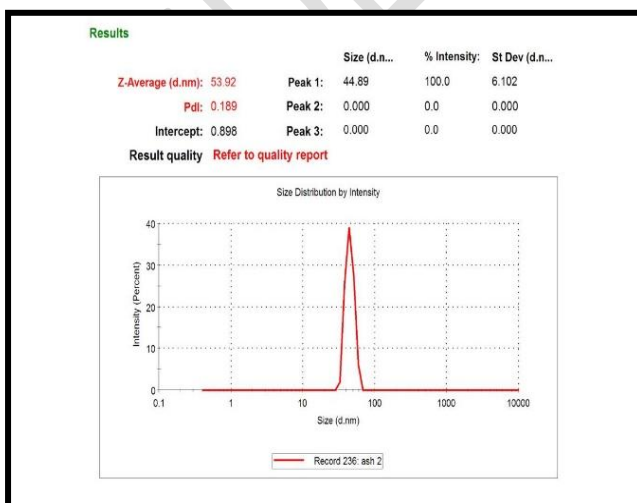 Results
Size (d.n... % Intensity: St Dev (d.n...
Z-Average (d.nm): 53.92 Peak 1: 44.89 100.0 6.102
PdI: 0.189 Peak 2: 0.000 0.0 0.000
Intercept: 0.898 Peak 3: 0.000 0.0 0.000
Result quality Refer to quality report
Size Distribution by Intensity
Intensity (Percent)
40
30
20
10
0
0.1 1 10 100 1000 10000
Size (d.nm)
Record 236: ash 2